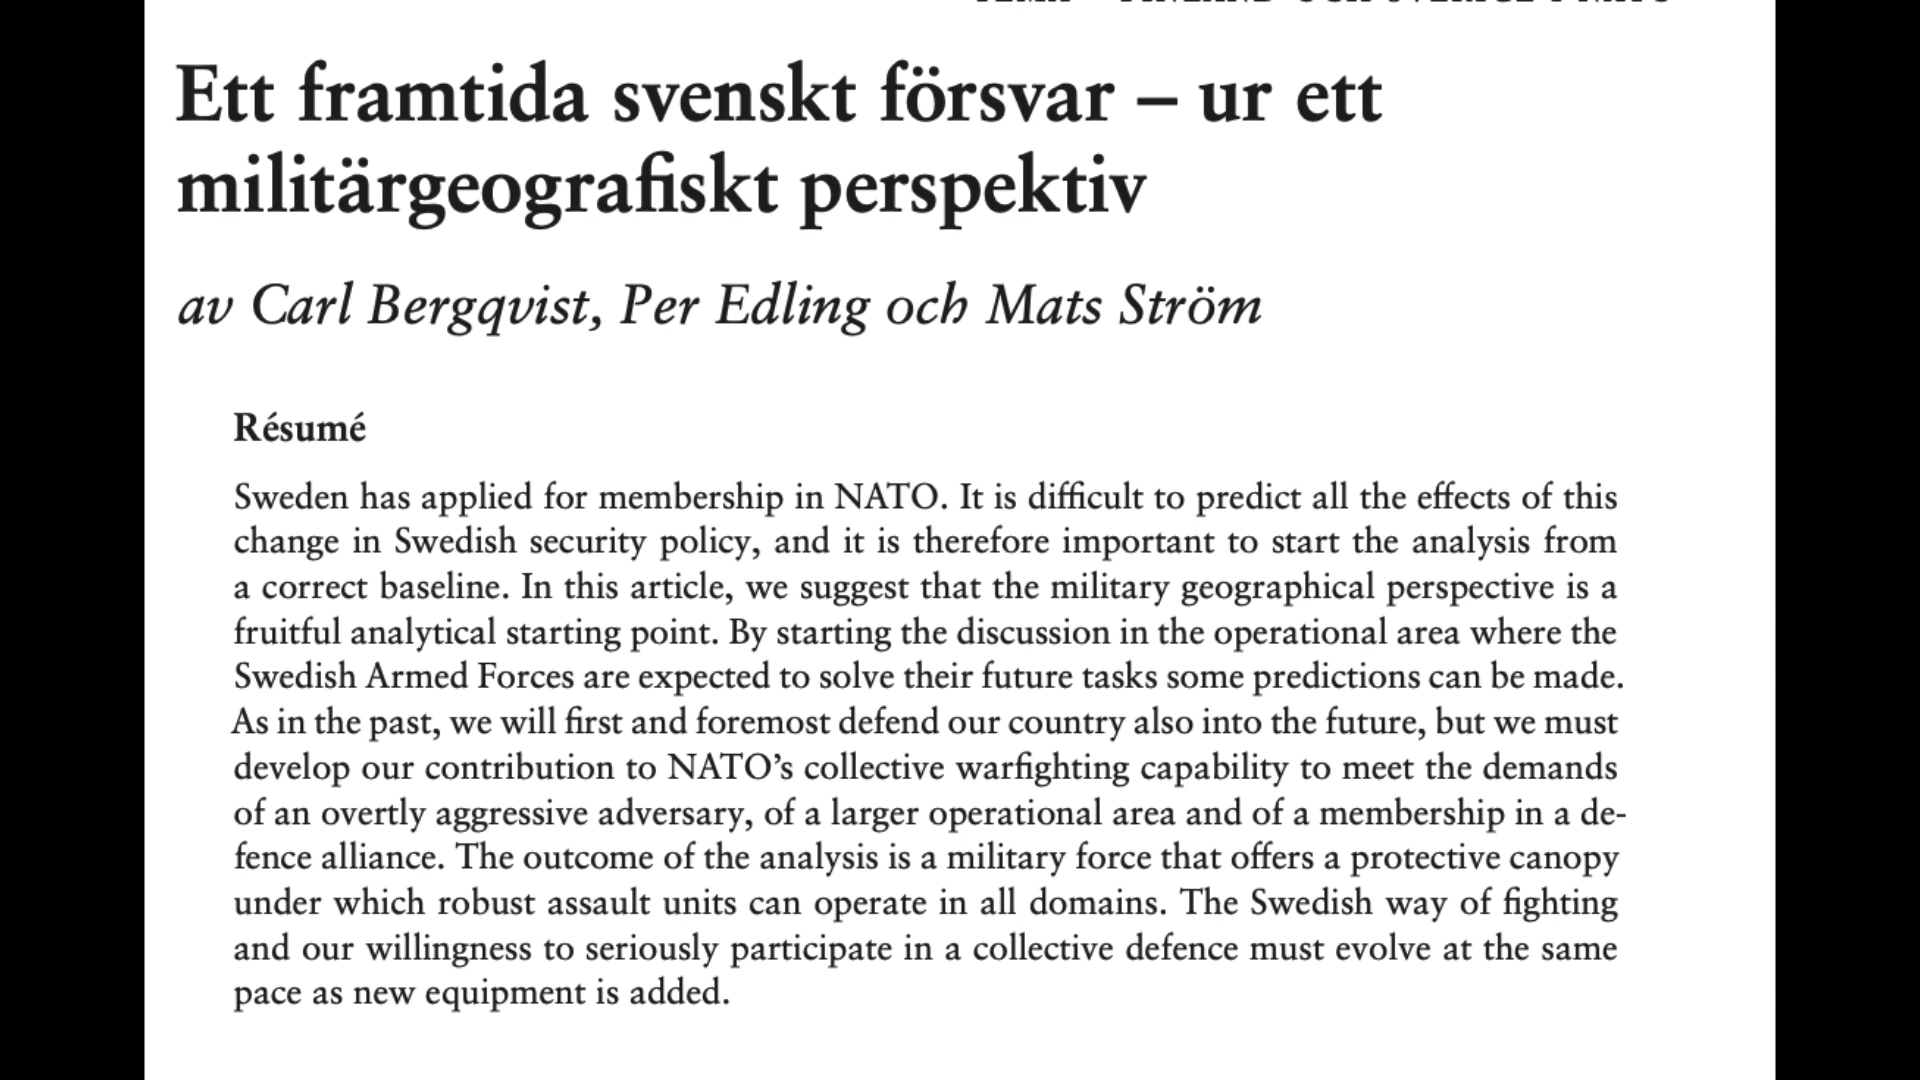 Ett framtida svenskt försvar – ur ett
militärgeografiskt perspektiv
av Carl Bergqvist, Per Edling och Mats Ström
Résumé
Sweden has applied for membership in NATO. It is difficult to predict all the effects of this
change in Swedish security policy, and it is therefore important to start the analysis from
a correct baseline. In this article, we suggest that the military geographical perspective is a
fruitful analytical starting point. By starting the discussion in the operational area where the
Swedish Armed Forces are expected to solve their future tasks some predictions can be made.
As in the past, we will first and foremost defend our country also into the future, but we must
develop our contribution to NATO’s collective warfighting capability to meet the demands
of an overtly aggressive adversary, of a larger operational area and of a membership in a de-
fence alliance. The outcome of the analysis is a military force that offers a protective canopy
under which robust assault units can operate in all domains. The Swedish way of fighting
and our willingness to seriously participate in a collective defence must evolve at the same
pace as new equipment is added.